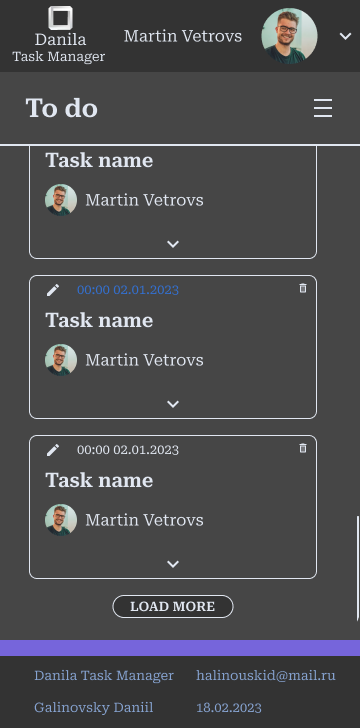 Danila
Task Manager
Martin Vetrovs
To do
Task name
Martin Vetrovs
00:00 02.01.2023
Task name
Martin Vetrovs
00:00 02.01.2023
Task name
Martin Vetrovs
LOAD MORE
Danila Task Manager
halinouskid@mail.ru
Galinovsky Daniil
18.02.2023